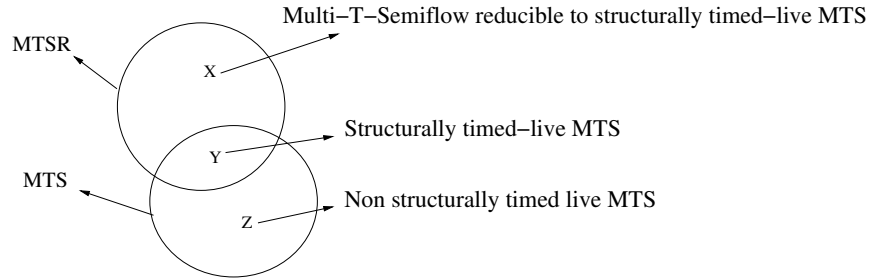 Multi-T-Semiflow reducible to structurally timed-live MTS
MTSR
X
Structurally timed-live MTS
Y
MTS
Non structurally timed live MTS
Z